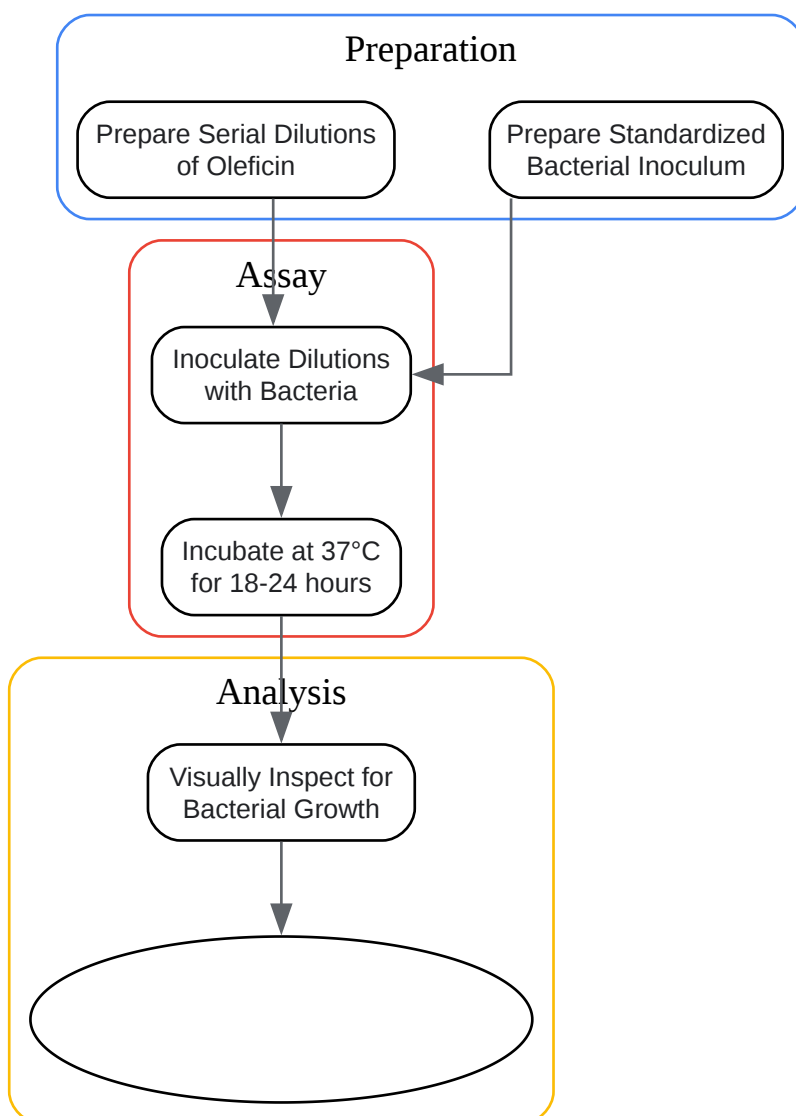 Preparation
Prepare Serial Dilutions
of Oleficin
Prepare Standardized
Bacterial Inoculum
Assay
Inoculate Dilutions
with Bacteria
Incubate at 37°C
for 18-24 hours
Analysis
Visually Inspect for
Bacterial Growth